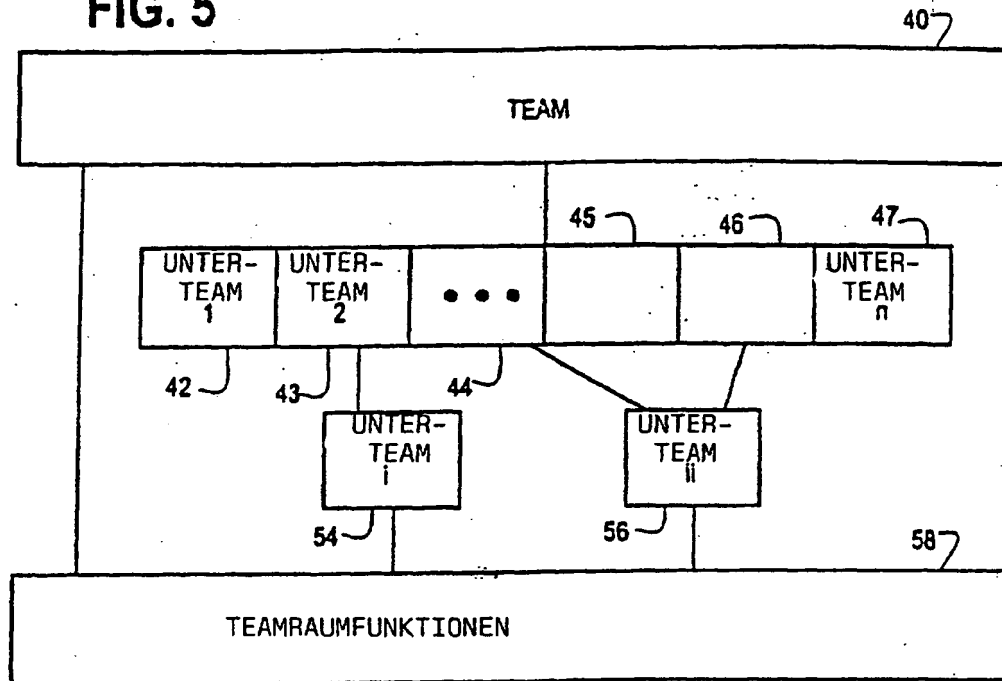 FIG. 5
40
TEAM
45
46
47
UNTER-
TEAM
1
UNTER-
TEAM
2
• • •
UNTER-
TEAM
n
42
43
44
UNTER-
TEAM
i
UNTER-
TEAM
ii
54
56
58
TEAMRAUMFUNKTIONEN